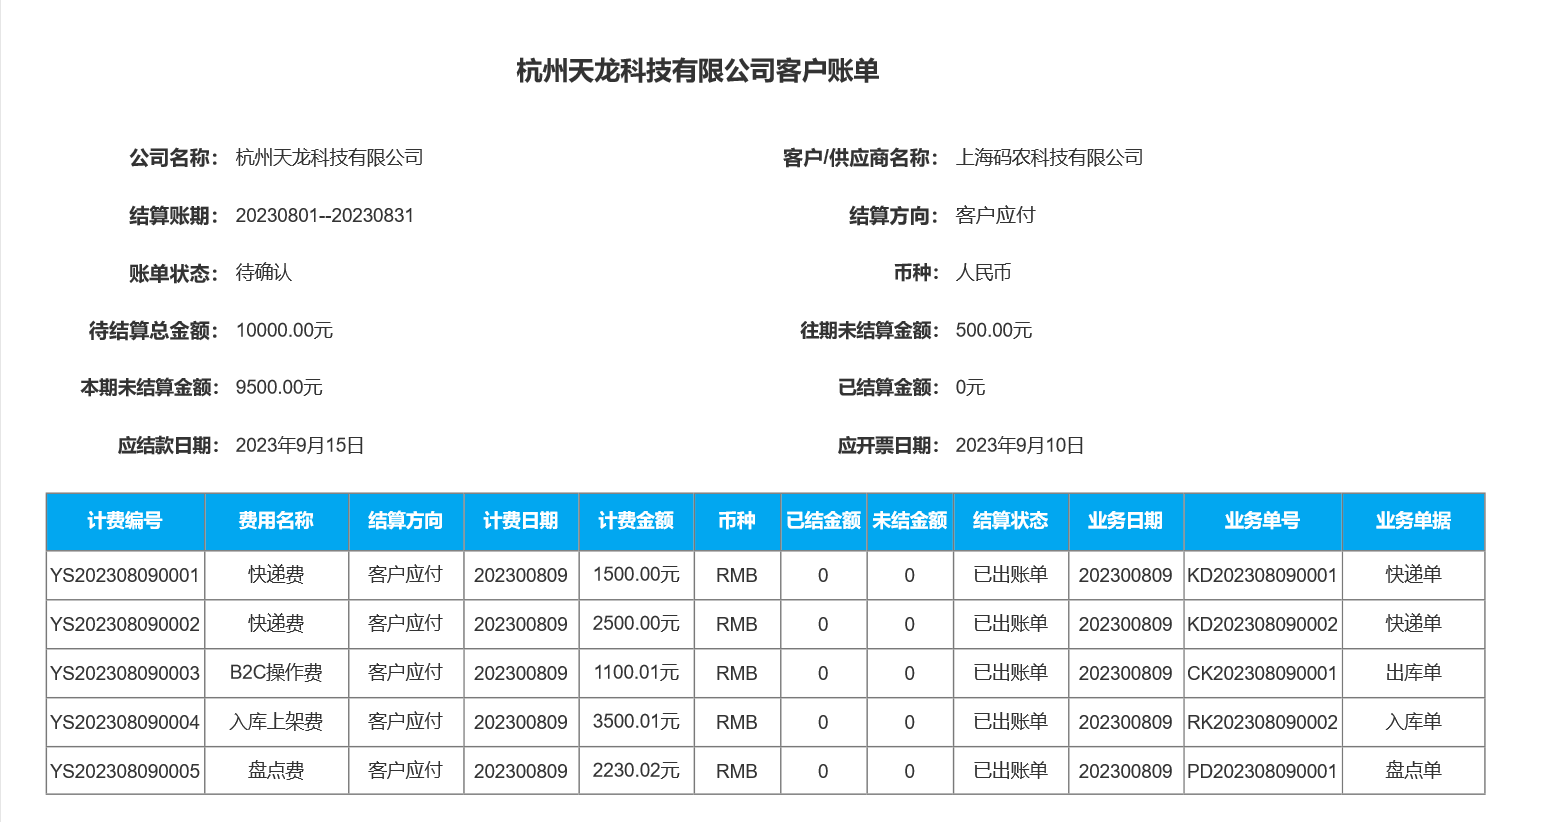 杭州天龙科技有限公司客户账单
公司名称： 杭州天龙科技有限公司 客户/供应商名称： 上海码农科技有限公司
结算账期： 20230801--20230831 结算方向： 客户应付
账单状态： 待确认 币种： 人民币
待结算总金额： 10000.00元 往期未结算金额： 500.00元
本期未结算金额： 9500.00元 已结算金额： 0元
应结款日期： 2023年9月15日 应开票日期： 2023年9月10日
计费编号 费用名称 结算方向 计费日期 计费金额 币种 已结金额 未结金额 结算状态 业务日期 业务单号 业务单据
YS202308090001 快递费 客户应付 202300809 1500.00元 RMB 0 0 已出账单 202300809 KD202308090001 快递单
YS202308090002 快递费 客户应付 202300809 2500.00元 RMB 0 0 已出账单 202300809 KD202308090002 快递单
YS202308090003 B2C操作费 客户应付 202300809 1100.01元 RMB 0 0 已出账单 202300809 CK202308090001 出库单
YS202308090004 入库上架费 客户应付 202300809 3500.01元 RMB 0 0 已出账单 202300809 RK202308090002 入库单
YS202308090005 盘点费 客户应付 202300809 2230.02元 RMB 0 0 已出账单 202300809 PD202308090001 盘点单